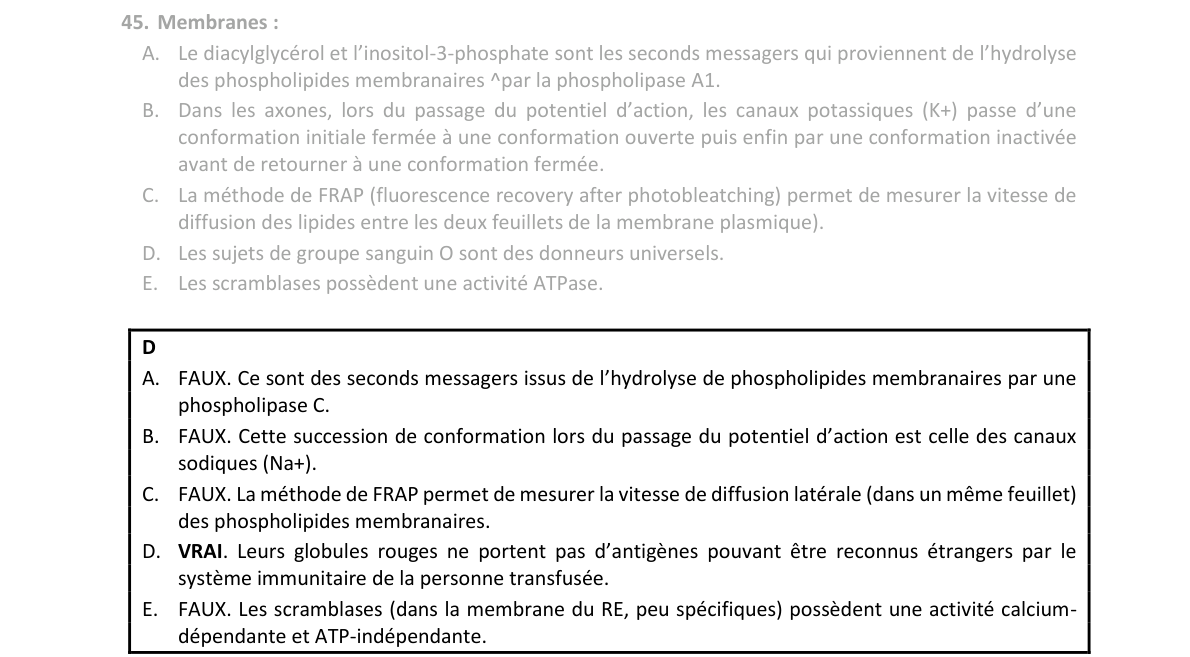 45. Membranes :
A. Le diacylglycérol et l’inositol-3-phosphate sont les seconds messagers qui proviennent de l’hydrolyse
des phospholipides membranaires ^par la phospholipase A1.
B. Dans les axones, lors du passage du potentiel d’action, les canaux potassiques (K+) passe d’une
conformation initiale fermée à une conformation ouverte puis enfin par une conformation inactivée
avant de retourner à une conformation fermée.
C. La méthode de FRAP (fluorescence recovery after photobleatching) permet de mesurer la vitesse de
diffusion des lipides entre les deux feuillets de la membrane plasmique).
D. Les sujets de groupe sanguin O sont des donneurs universels.
E. Les scramblases possèdent une activité ATPase.
D
A. FAUX. Ce sont des seconds messagers issus de l’hydrolyse de phospholipides membranaires par une
phospholipase C.
B. FAUX. Cette succession de conformation lors du passage du potentiel d’action est celle des canaux
sodiques (Na+).
C. FAUX. La méthode de FRAP permet de mesurer la vitesse de diffusion latérale (dans un même feuillet)
des phospholipides membranaires.
D. VRAI. Leurs globules rouges ne portent pas d’antigènes pouvant être reconnus étrangers par le
système immunitaire de la personne transfusée.
E. FAUX. Les scramblases (dans la membrane du RE, peu spécifiques) possèdent une activité calcium-
dépendante et ATP-indépendante.